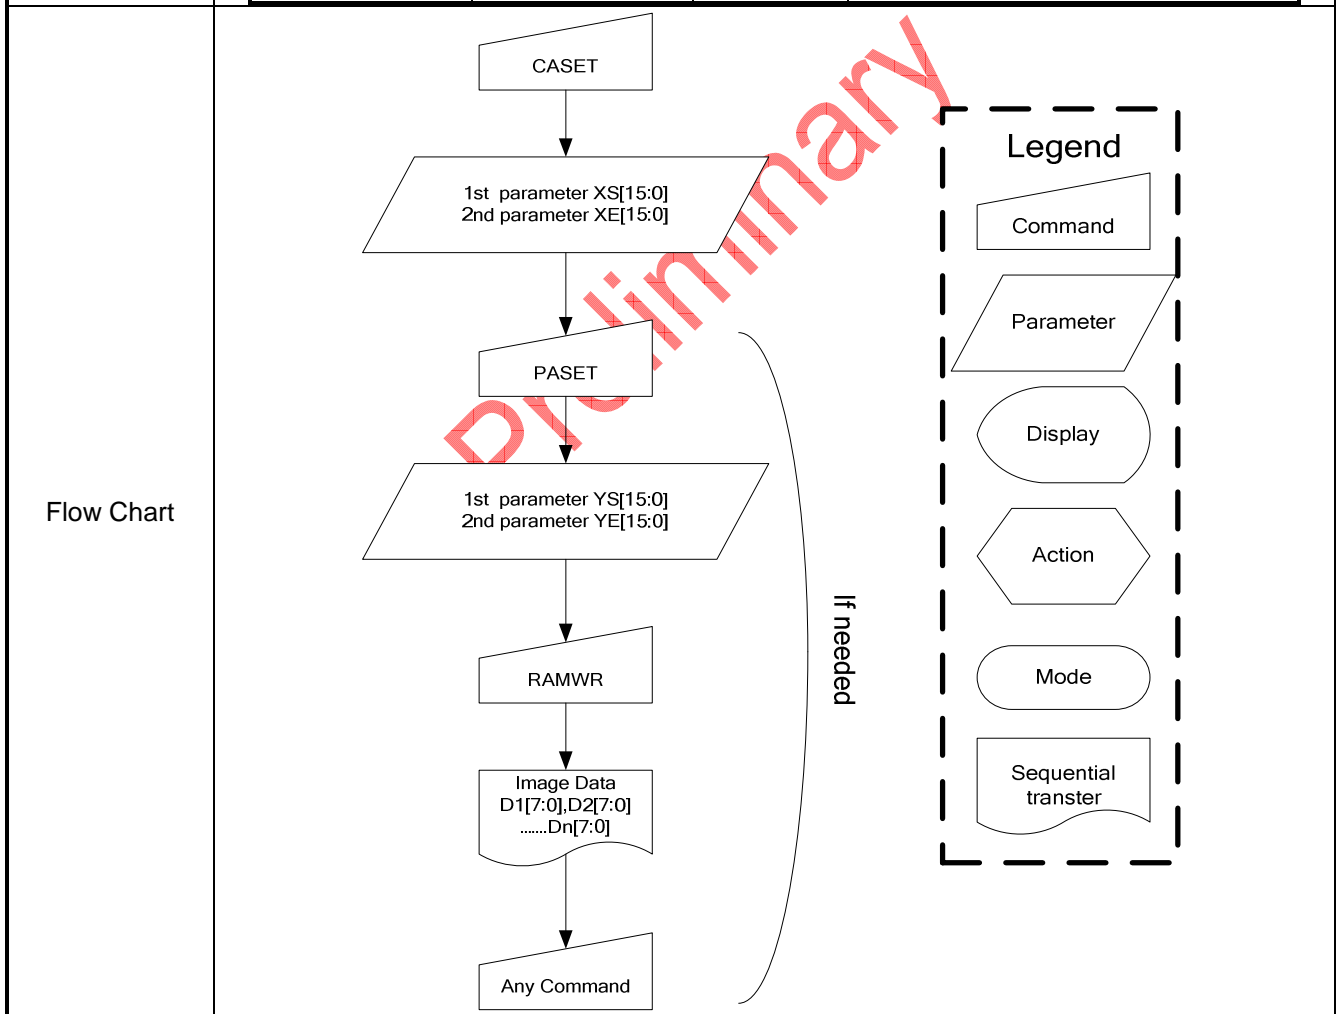 Flow Chart
CASET
1st parameter XS[15:0]
2nd parameter XE[15:0]
PASET
1st parameter YS[15:0]
2nd parameter YE[15:0]
RAMWR
Image Data
D1[7:0],D2[7:0]
.......Dn[7:0]
Any Command
If needed
Preliminary
Legend
Command
Parameter
Display
Action
Mode
Sequential
transter